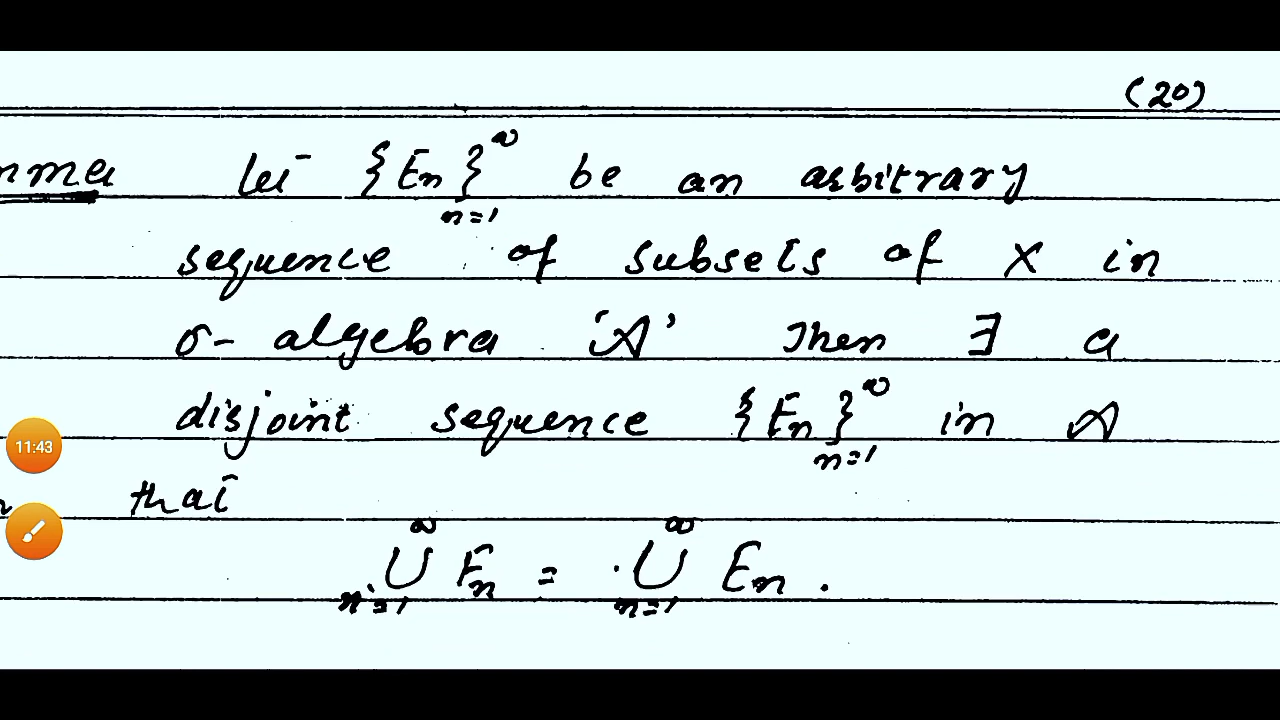 (20)
mma Let {En}∞ n=1 be an arbitrary
sequence of subsets of X in
σ- algebra 'A' Then ∃ a
disjoint sequence {Fn}∞ n=1 in A
that
∞ ∪ n=1 Fn = ∞ ∪ n=1 En .
11:43